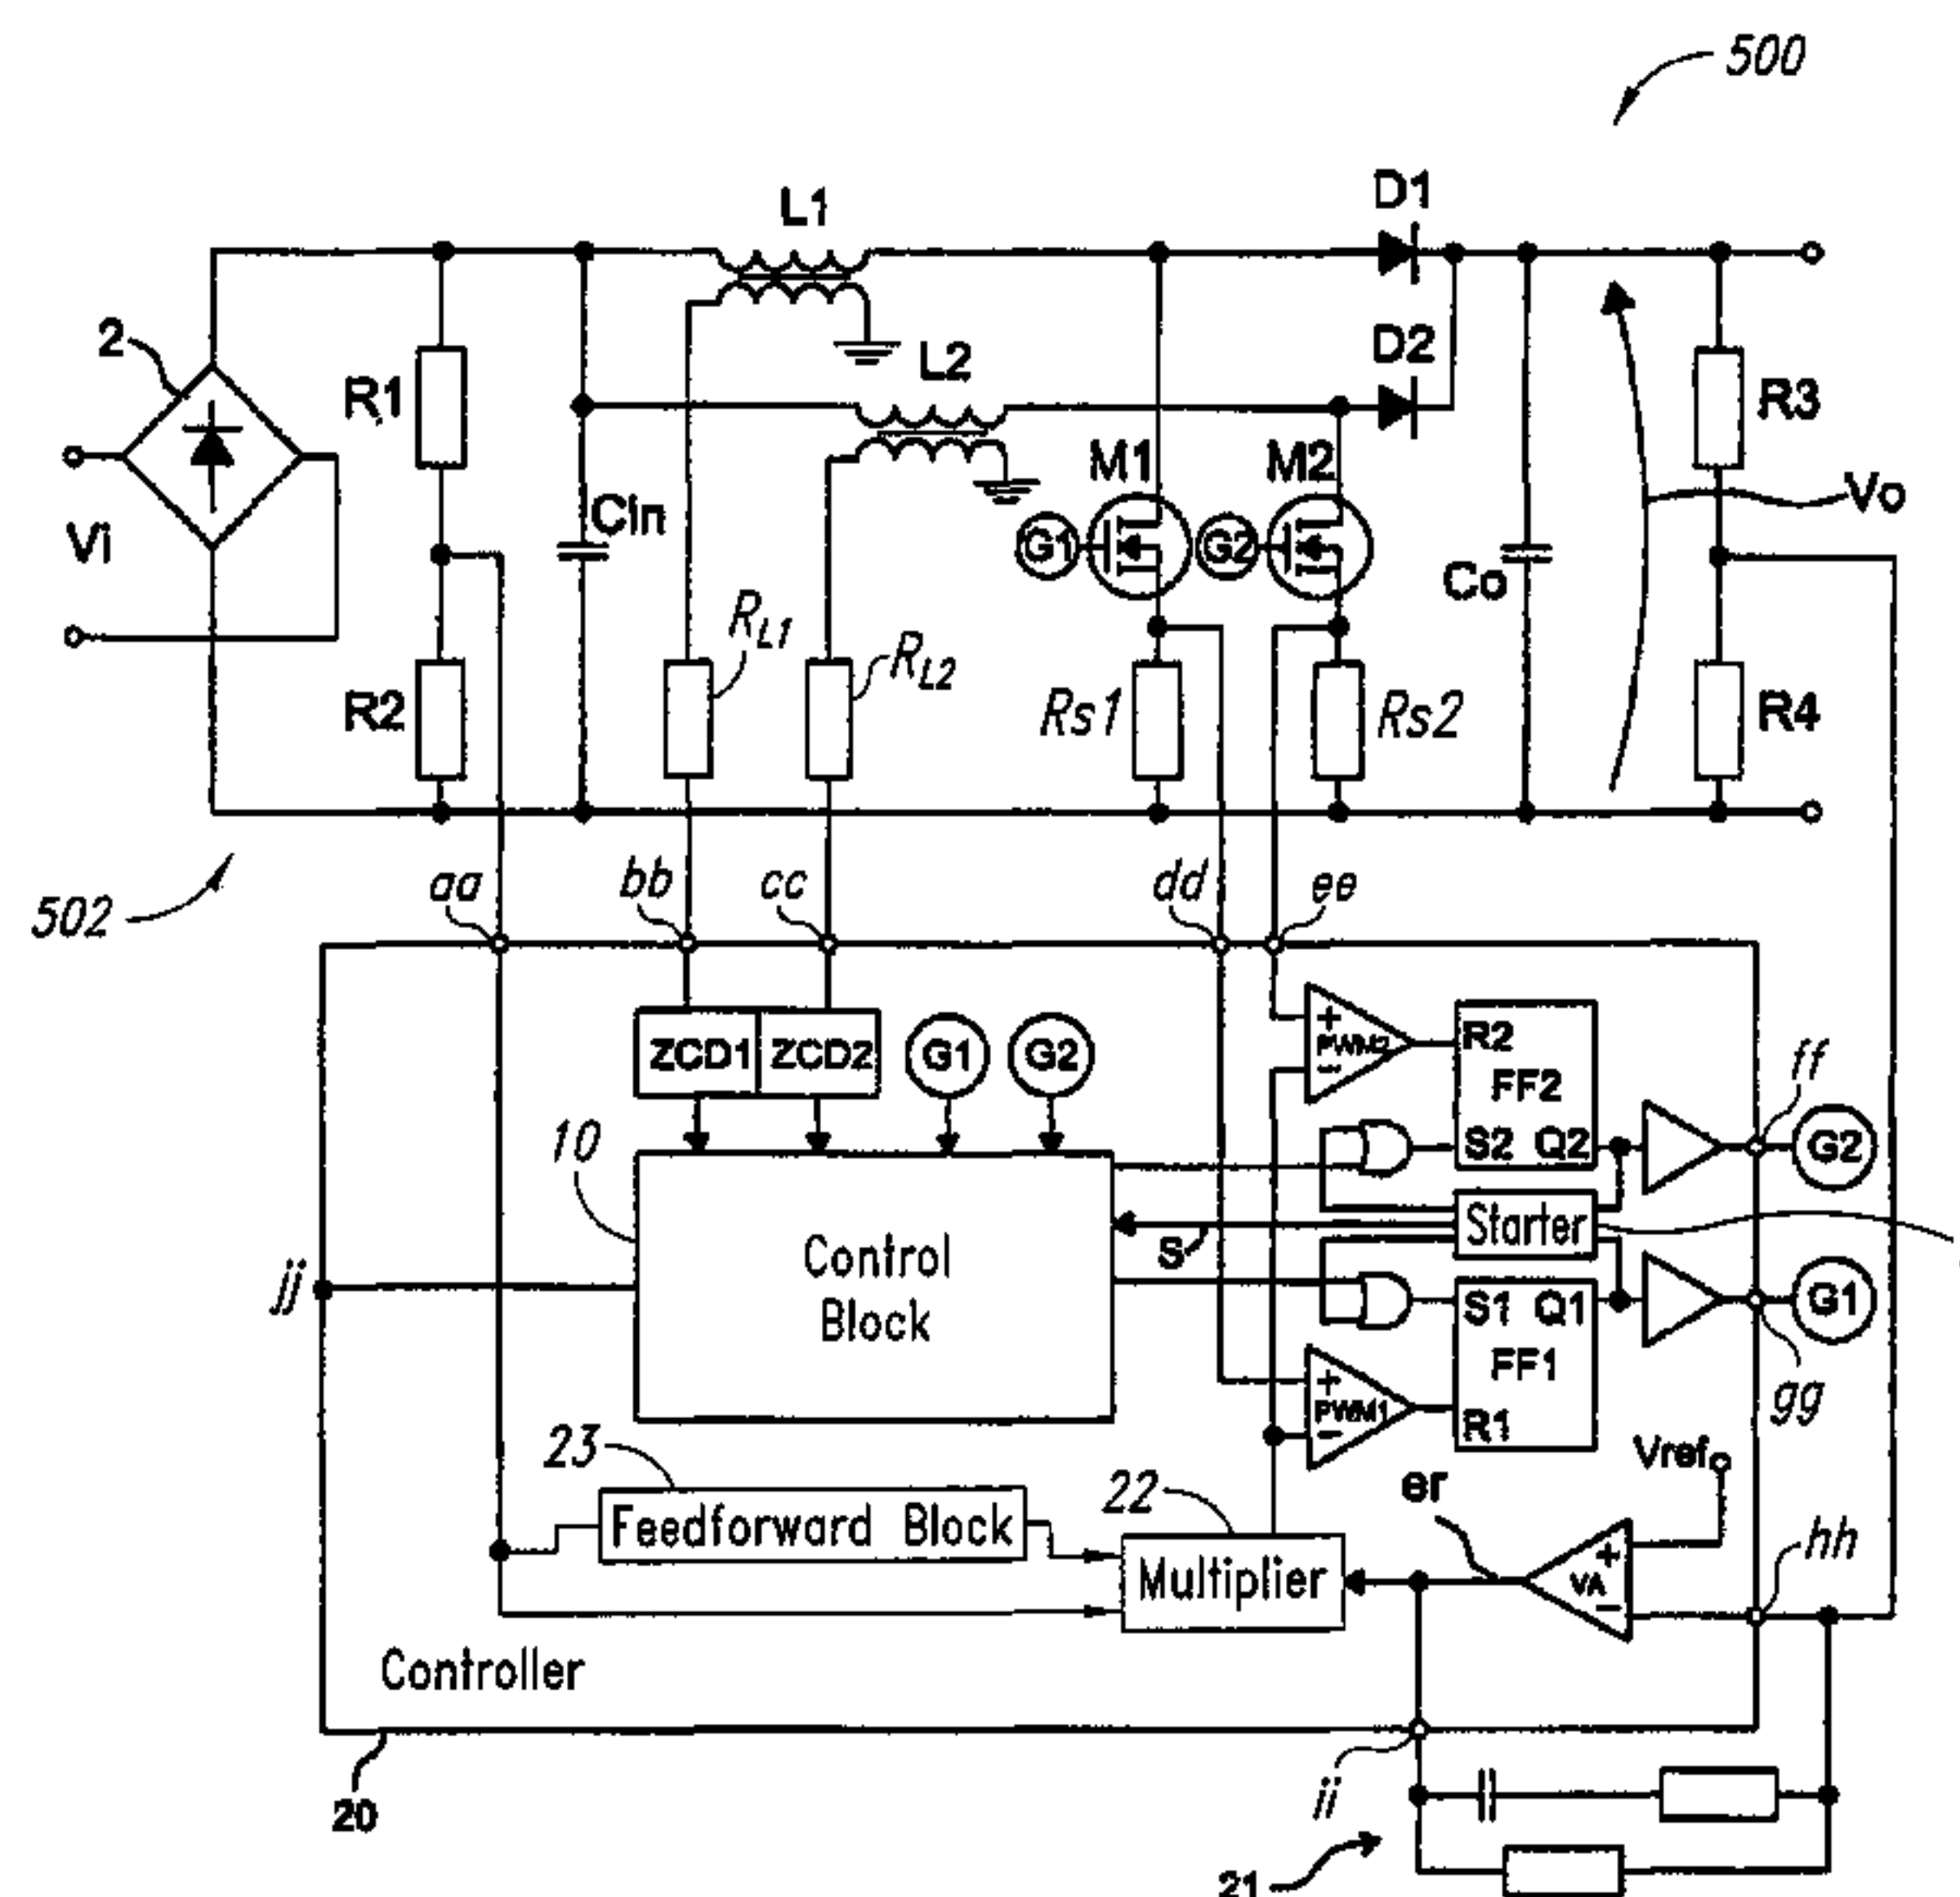 500
D1
L1
2
D2
L2
R1
R3
M1
M2
Vo
Cin
Vi
G1
G2
Co
RL1
RL2
R2
Rs1
Rs2
R4
aa
bb
cc
dd
ee
502
ZCD1
ZCD2
G1
G2
+
PWM2
−
R2
FF2
S2
Q2
ff
G2
10
Starter
S
Control
Block
jj
S1
Q1
G1
FF1
+
PWM1
−
R1
gg
23
Vref
22
er
Feedforward Block
hh
Multiplier
+
VA
−
Controller
20
ii
21